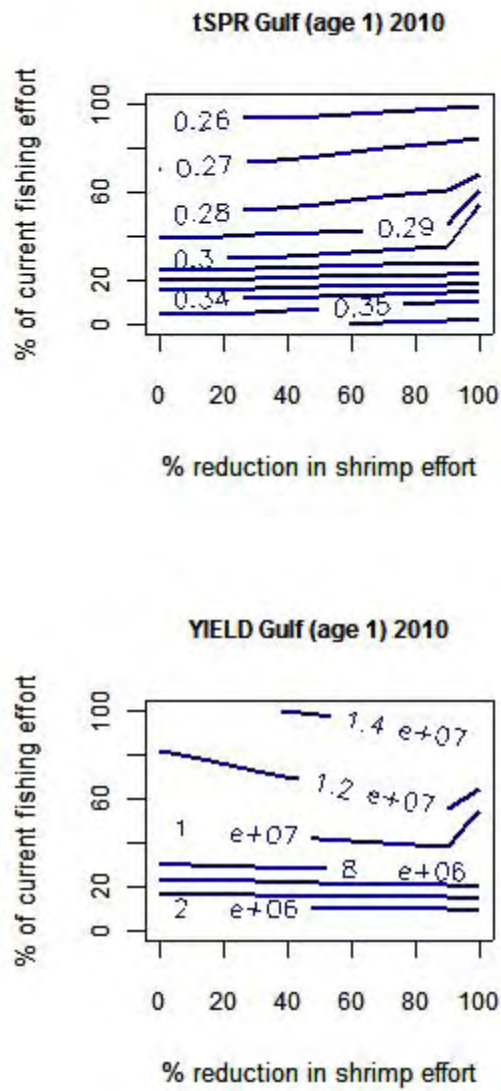 tSPR Gulf (age 1) 2010
% of current fishing effort
100
60
20
0
0.26
0.27
0.28
0.29
0.3
0.34
0.35
0 20 40 60 80 100
% reduction in shrimp effort
YIELD Gulf (age 1) 2010
% of current fishing effort
100
60
20
0
1.4 e+07
1.2 e+07
1 e+07
8 e+06
2 e+06
0 20 40 60 80 100
% reduction in shrimp effort